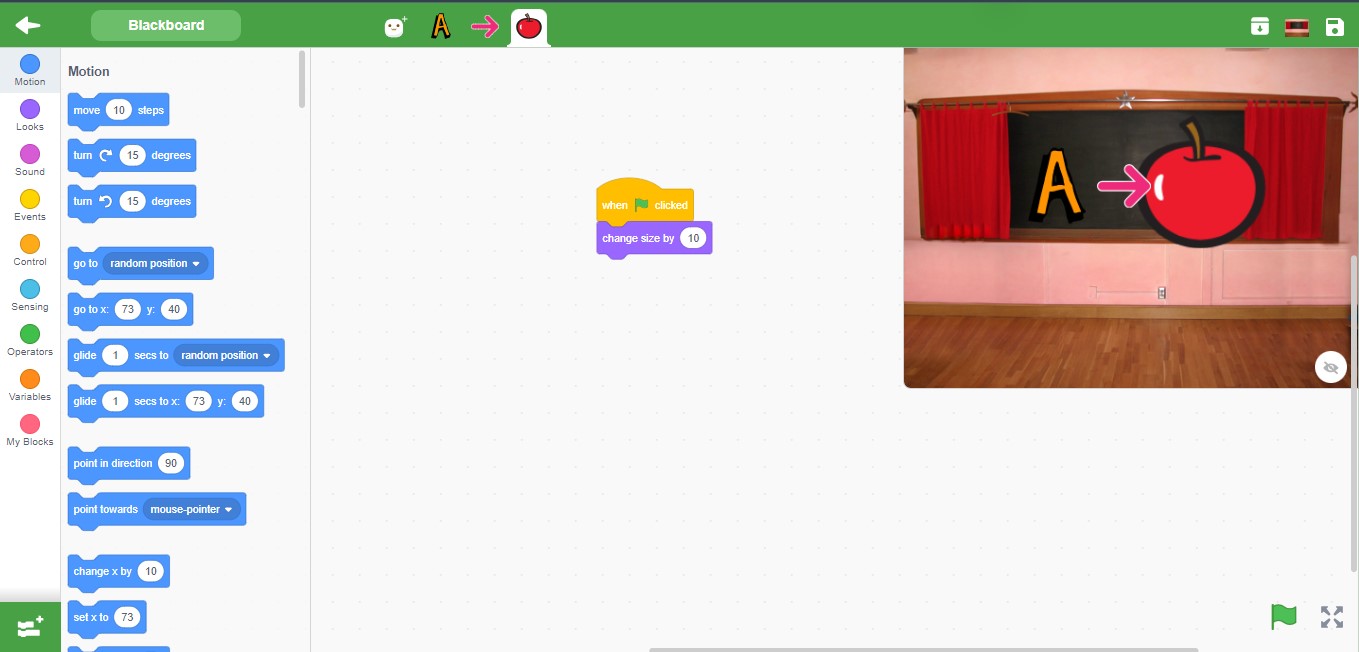 Blackboard
A
Motion
Looks
Sound
Events
Control
Sensing
Operators
Variables
My Blocks
Motion
move 10 steps
turn 15 degrees
turn 15 degrees
go to random position
go to x: 73 y: 40
glide 1 secs to random position
glide 1 secs to x: 73 y: 40
point in direction 90
point towards mouse-pointer
change x by 10
set x to 73
when clicked
change size by 10
A